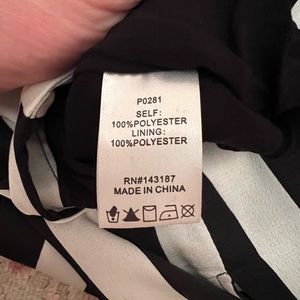 P0281
SELF:
100%POLYESTER
LINING:
100%POLYESTER
RN#143187
MADE IN CHINA